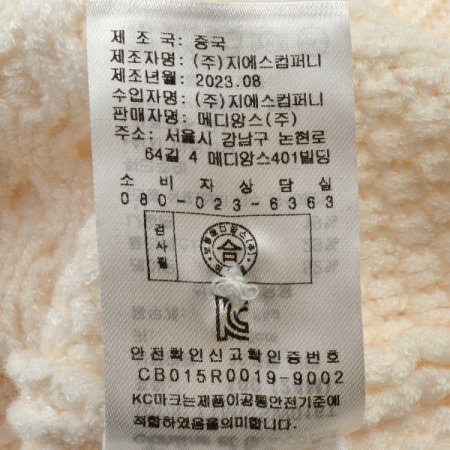 제 조 국: 중국
제조자명: (주)지에스컴퍼니
제조년월: 2023.08
수입자명: (주)지에스컴퍼니
판매자명: 메디앙스(주)
주소: 서울시 강남구 논현로
64길 4 메디앙스401빌딩
소 비 자 상 담 실
080-023-6363
검사필
합
안전확인신고확인증번호
CB015R0019-9002
KC마크는제품이공통안전기준에
적합하였음을의미합니다.